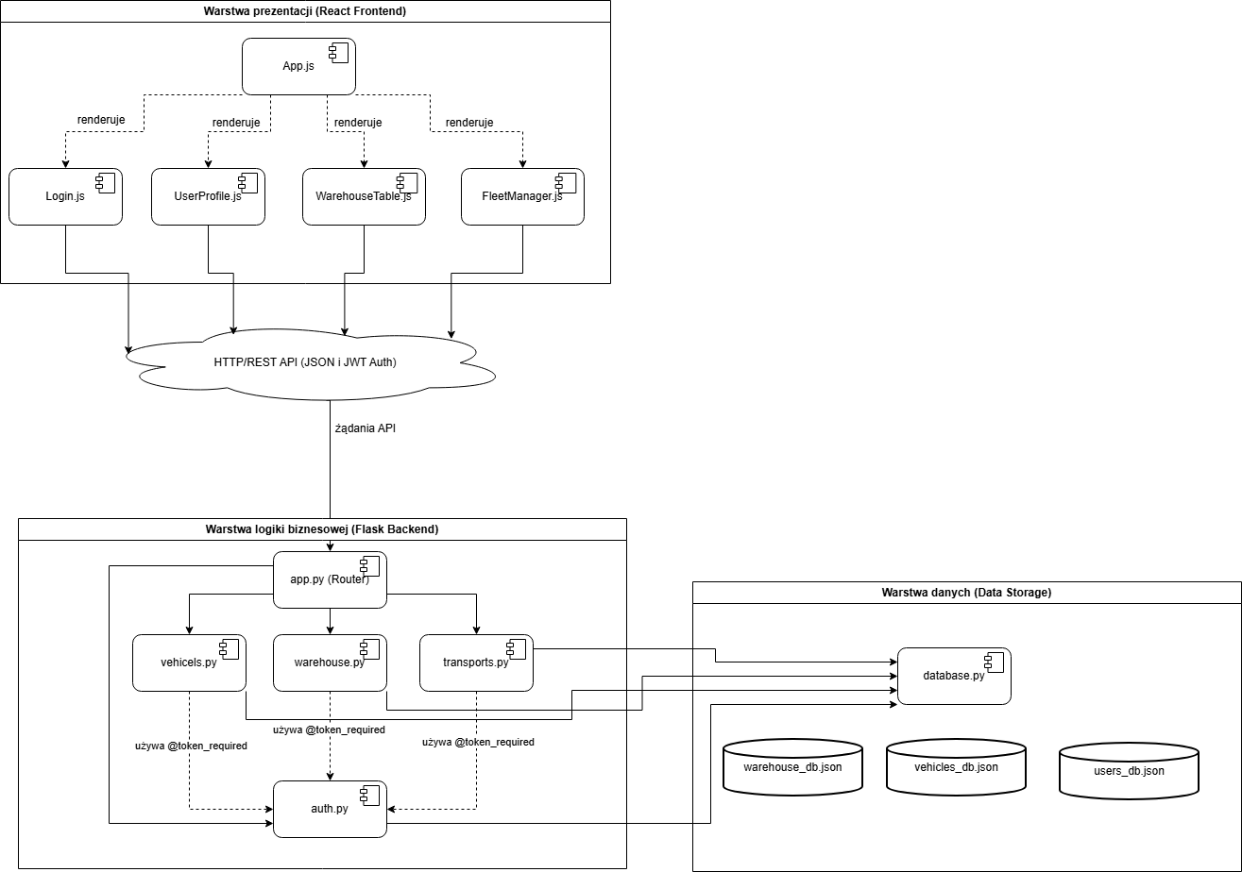 Warstwa prezentacji (React Frontend)
App.js
renderuje
renderuje
renderuje
renderuje
Login.js
UserProfile.js
WarehouseTable.js
FleetManager.js
HTTP/REST API (JSON i JWT Auth)
żądania API
Warstwa logiki biznesowej (Flask Backend)
app.py (Router)
vehicels.py
warehouse.py
transports.py
używa @token_required
używa @token_required
używa @token_required
auth.py
Warstwa danych (Data Storage)
database.py
warehouse_db.json
vehicles_db.json
users_db.json